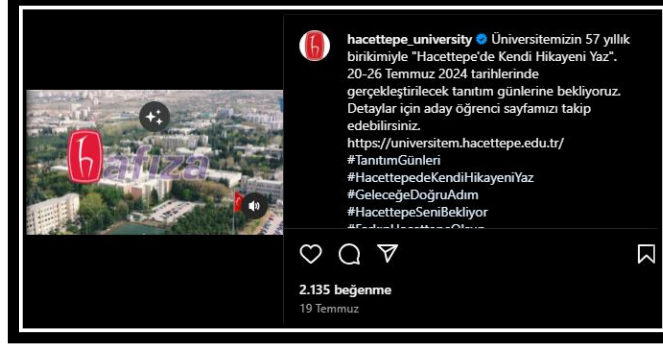 hafıza
hacettepe_university Üniversitemizin 57 yıllık
birikimiyle "Hacettepe'de Kendi Hikayeni Yaz".
20-26 Temmuz 2024 tarihlerinde
gerçekleştirilecek tanıtım günlerine bekliyoruz.
Detaylar için aday öğrenci sayfamızı takip
edebilirsiniz.
https://universitem.hacettepe.edu.tr/
#TanıtımGünleri
#HacettepedeKendiHikayeniYaz
#GeleceğeDoğruAdım
#HacettepeSeniBekliyor
2.135 beğenme
19 Temmuz